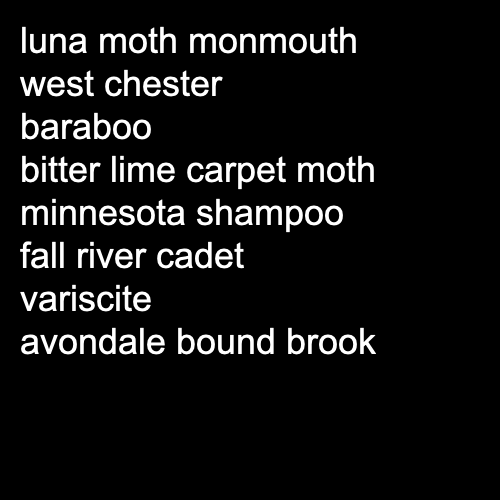 luna moth monmouth
west chester
baraboo
bitter lime carpet moth
minnesota shampoo
fall river cadet
variscite
avondale bound brook